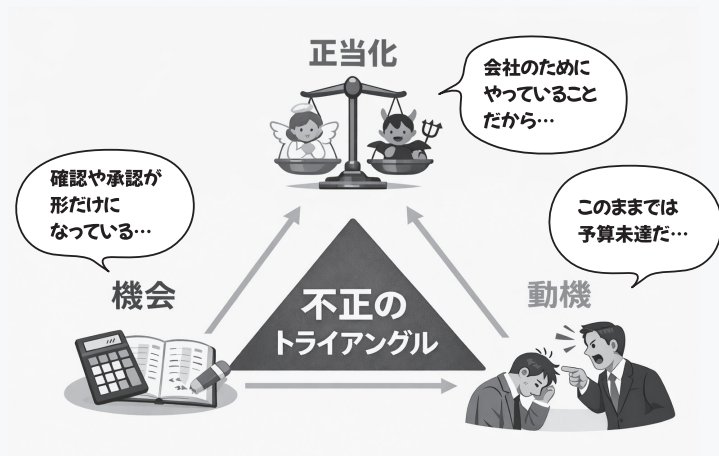 正当化
会社のために
やっていること
だから…
確認や承認が
形だけに
なっている…
機会
このままでは
予算未達だ…
動機
不正の
トライアングル